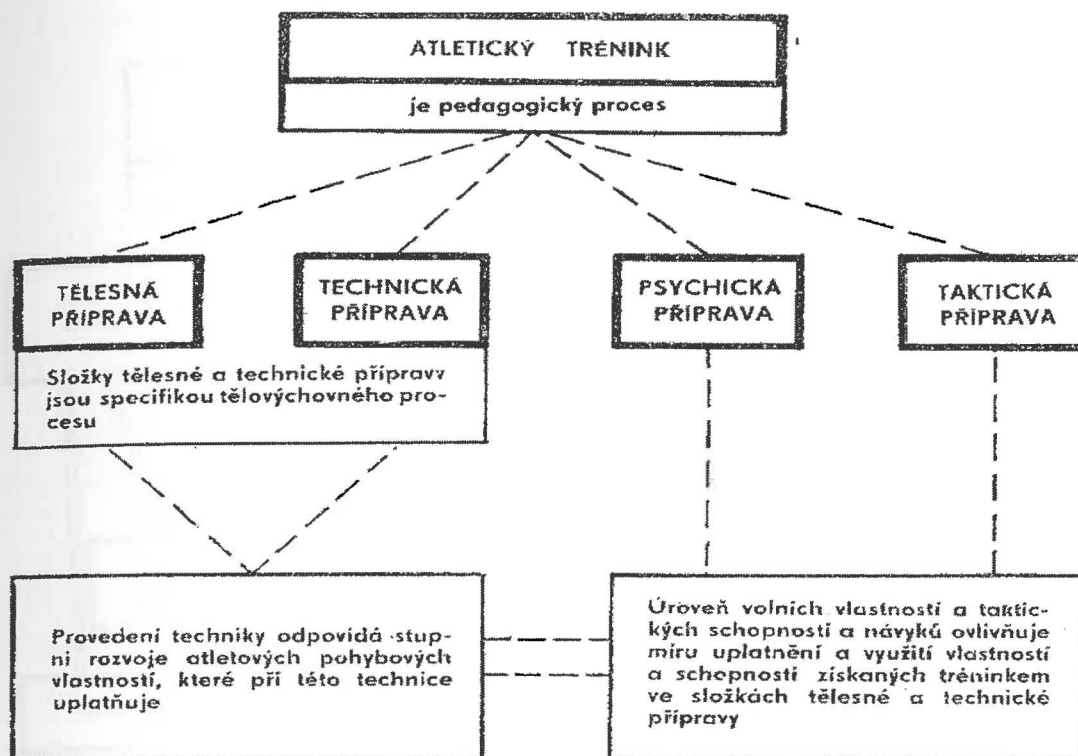 ATLETICKÝ TRÉNINK
je pedagogický proces
TĚLESNÁ
PŘÍPRAVA
TECHNICKÁ
PŘÍPRAVA
PSYCHICKÁ
PŘÍPRAVA
TAKTICKÁ
PŘÍPRAVA
Složky tělesné a technické přípravy
jsou specifikou tělovýchovného pro-
cesu
Provedení techniky odpovídá stup-
ni rozvoje atletových pohybových
vlastností, které při této technice
uplatňuje
Úroveň volních vlastností a taktic-
kých schopností a návyků ovlivňuje
míru uplatnění a využití vlastností
a schopností získaných tréninkem
ve složkách tělesné a technické
přípravy